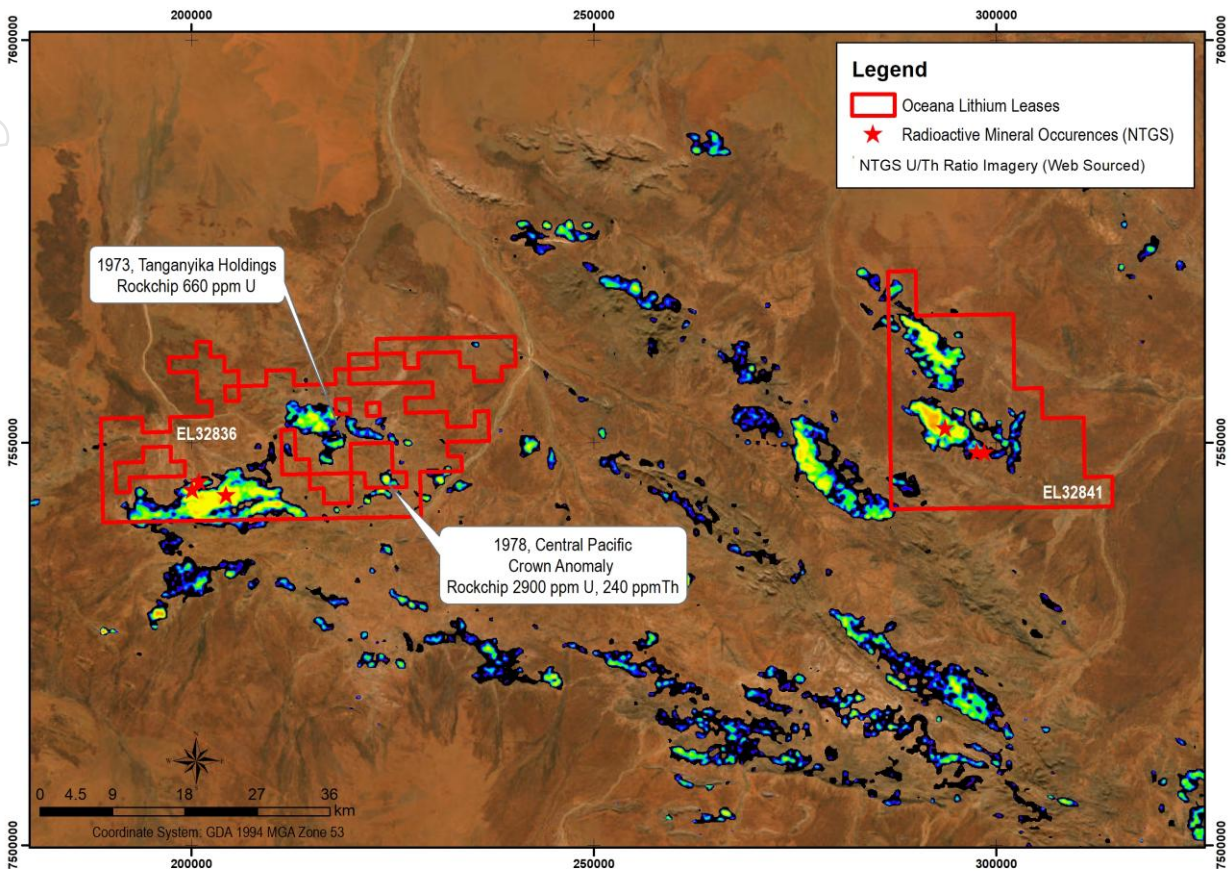 200000
250000
300000
7600000
7600000
Legend
Oceana Lithium Leases
Radioactive Mineral Occurences (NTGS)
NTGS U/Th Ratio Imagery (Web Sourced)
1973, Tanganyika Holdings
Rockchip 660 ppm U
EL32836
7550000
7550000
EL32841
1978, Central Pacific
Crown Anomaly
Rockchip 2900 ppm U, 240 ppmTh
0 4.5 9 18 27 36
km
Coordinate System: GDA 1994 MGA Zone 53
7500000
7500000
200000
250000
300000